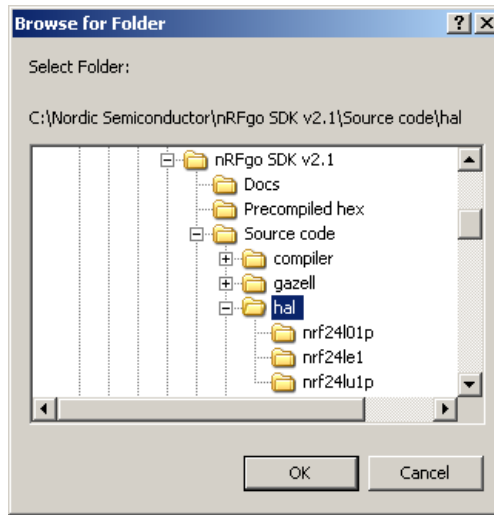 Browse for Folder
Select Folder:
C:\Nordic Semiconductor\nRFgo SDK v2.1\Source code\hal
nRFgo SDK v2.1
Docs
Precompiled hex
Source code
compiler
gazell
hal
nrf24l01p
nrf24le1
nrf24lu1p
OK Cancel